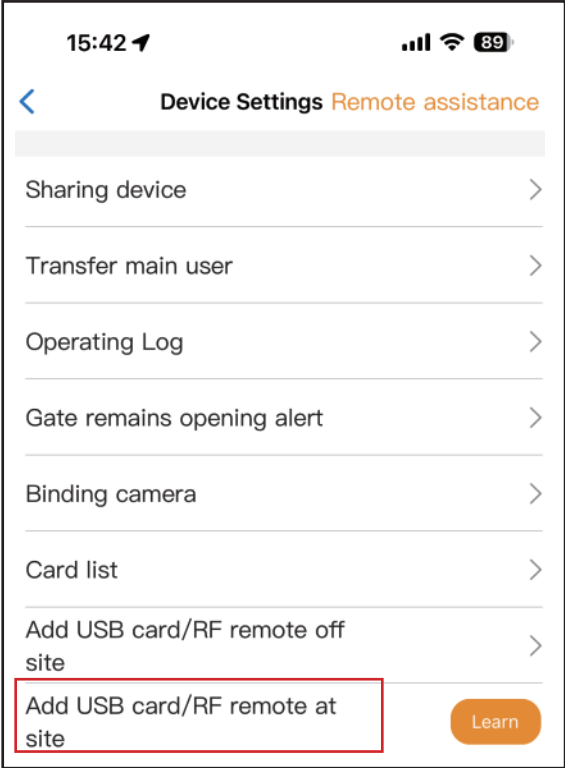 15:42
89
Device Settings Remote assistance
Sharing device
Transfer main user
Operating Log
Gate remains opening alert
Binding camera
Card list
Add USB card/RF remote off
site
Add USB card/RF remote at
site
Learn